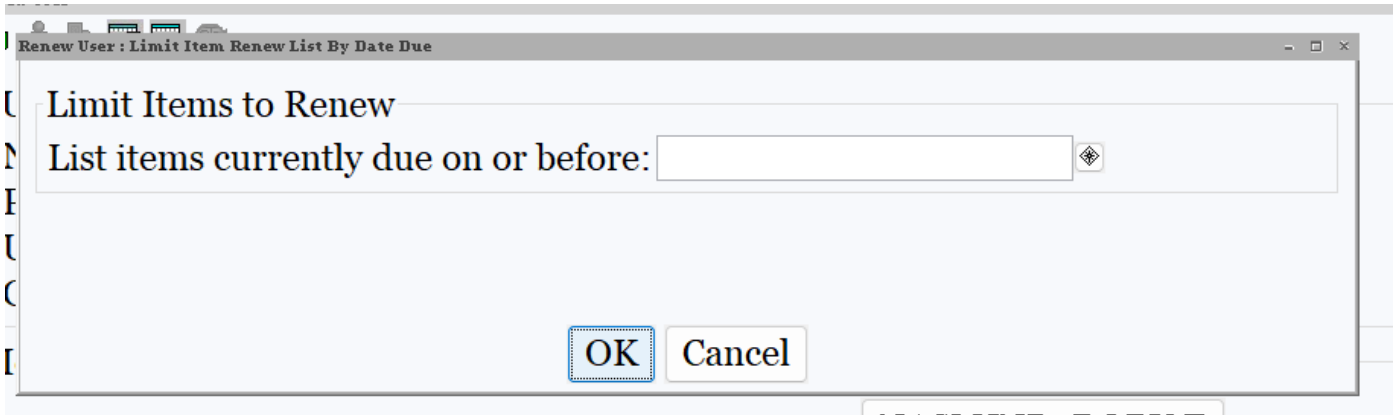 Renew User : Limit Item Renew List By Date Due
Limit Items to Renew
List items currently due on or before:
OK Cancel